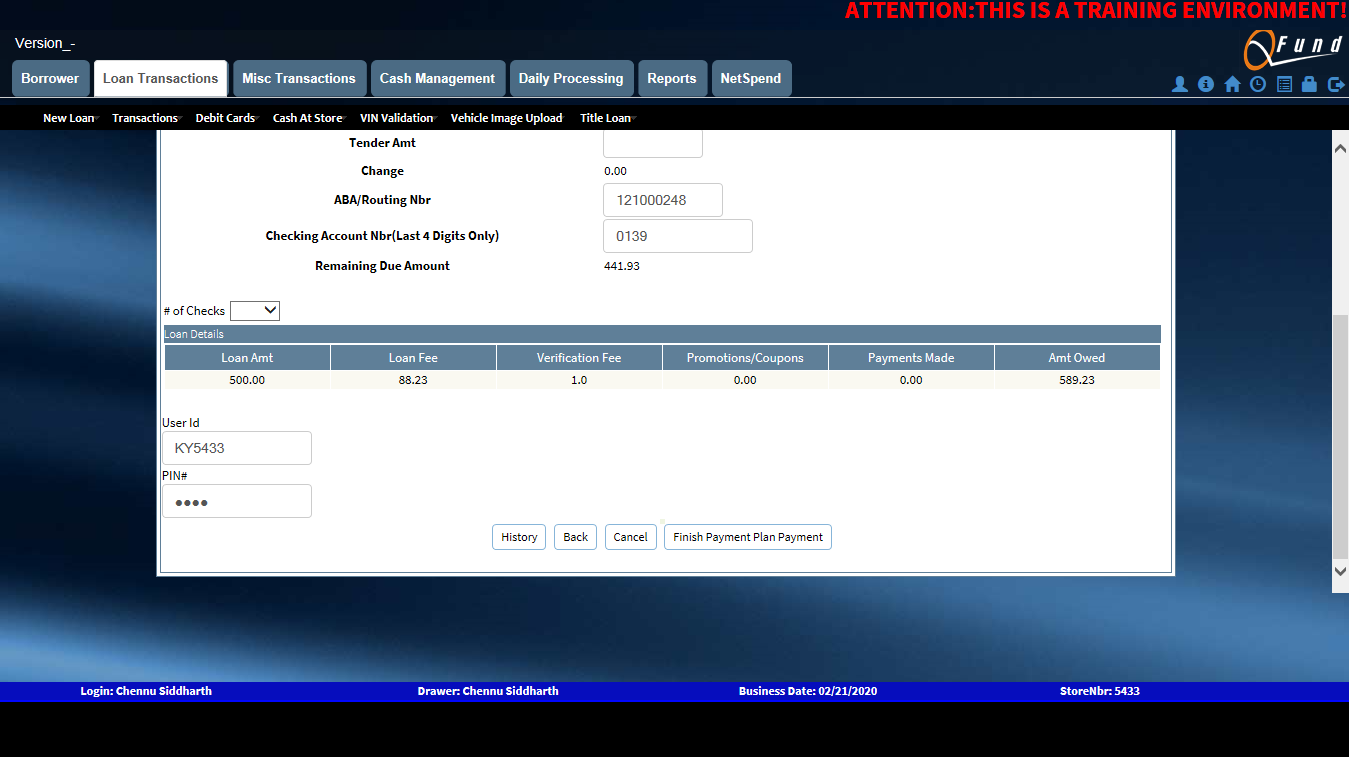 ATTENTION:THIS IS A TRAINING ENVIRONMENT!
Version_-
Fund
Borrower Loan Transactions Misc Transactions Cash Management Daily Processing Reports NetSpend
New Loan Transactions Debit Cards Cash At Store VIN Validation Vehicle Image Upload Title Loan
Tender Amt
Change 0.00
ABA/Routing Nbr 121000248
Checking Account Nbr(Last 4 Digits Only) 0139
Remaining Due Amount 441.93
# of Checks
Loan Details
Loan Amt Loan Fee Verification Fee Promotions/Coupons Payments Made Amt Owed
500.00 88.23 1.0 0.00 0.00 589.23
User Id
KY5433
PIN#
••••
History Back Cancel Finish Payment Plan Payment
Login: Chennu Siddharth Drawer: Chennu Siddharth Business Date: 02/21/2020 StoreNbr: 5433